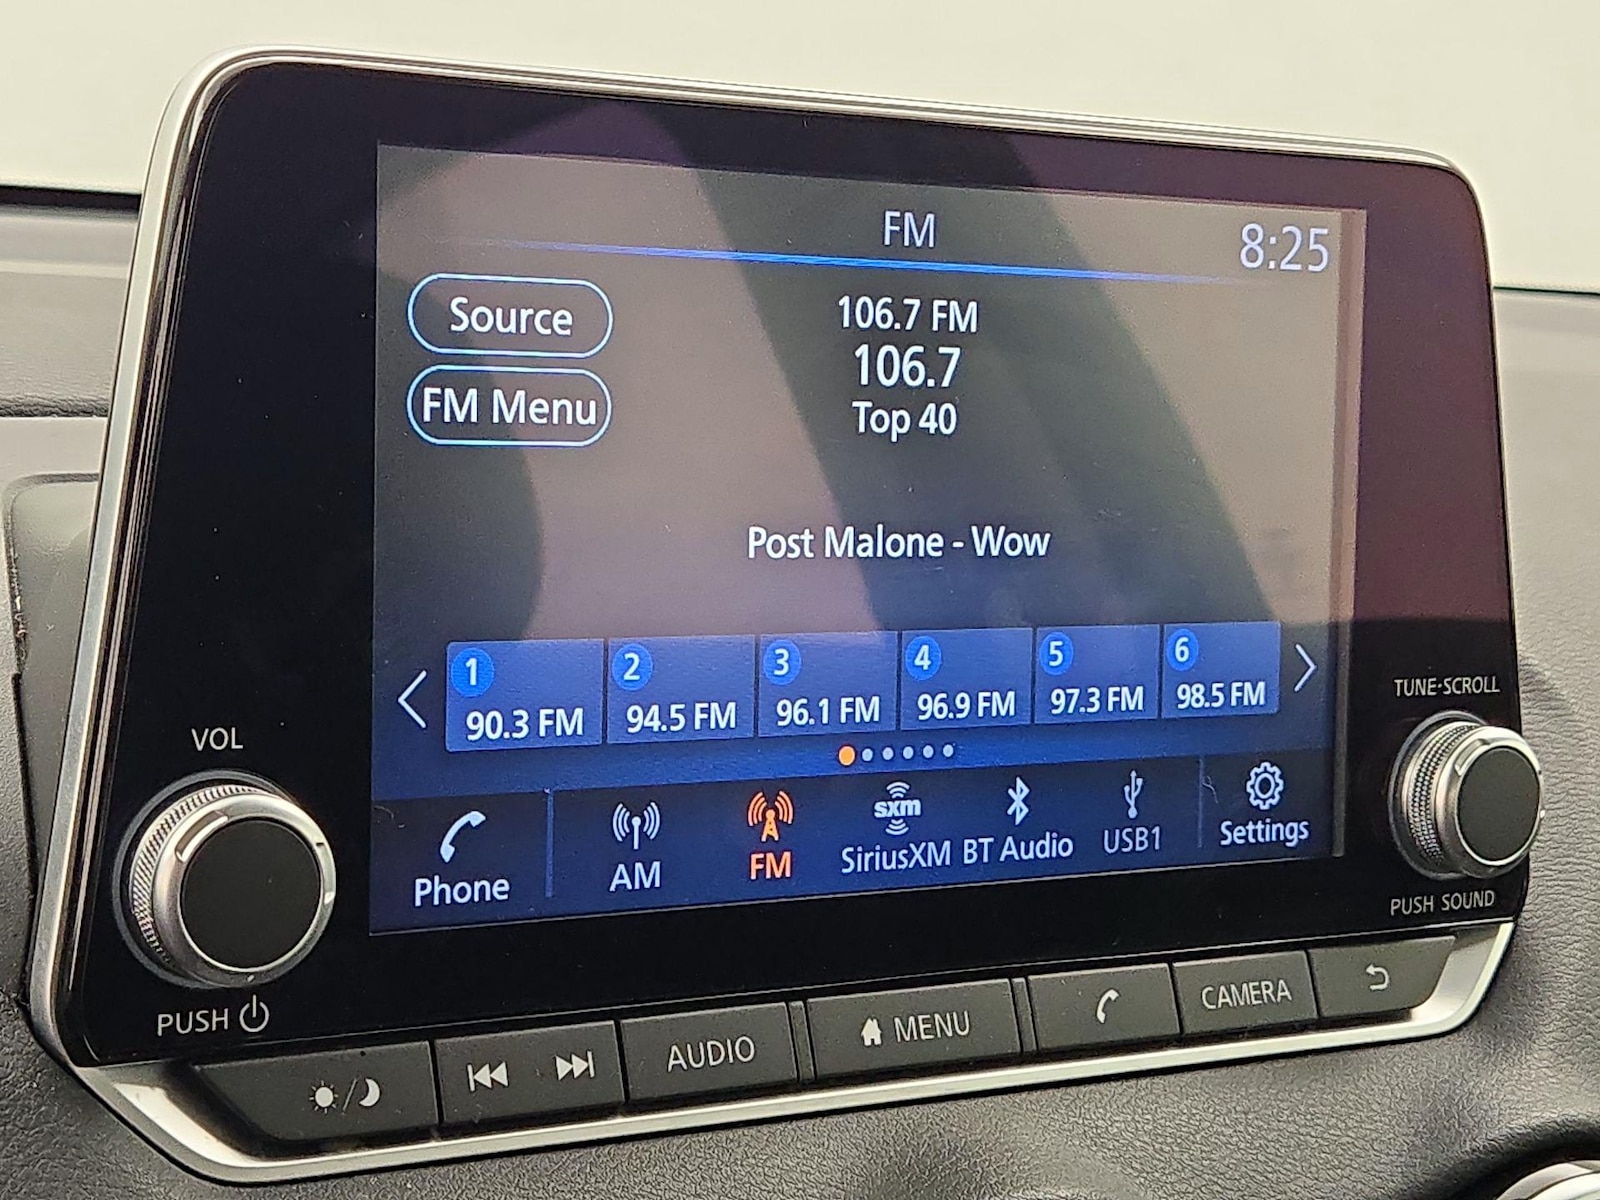 FM
8:25
Source
106.7 FM
106.7
FM Menu
Top 40
Post Malone - Wow
1 2 3 4 5 6
90.3 FM 94.5 FM 96.1 FM 96.9 FM 97.3 FM 98.5 FM
TUNE·SCROLL
VOL
sxm
Phone AM FM SiriusXM BT Audio USB1 Settings
PUSH SOUND
PUSH
AUDIO MENU CAMERA